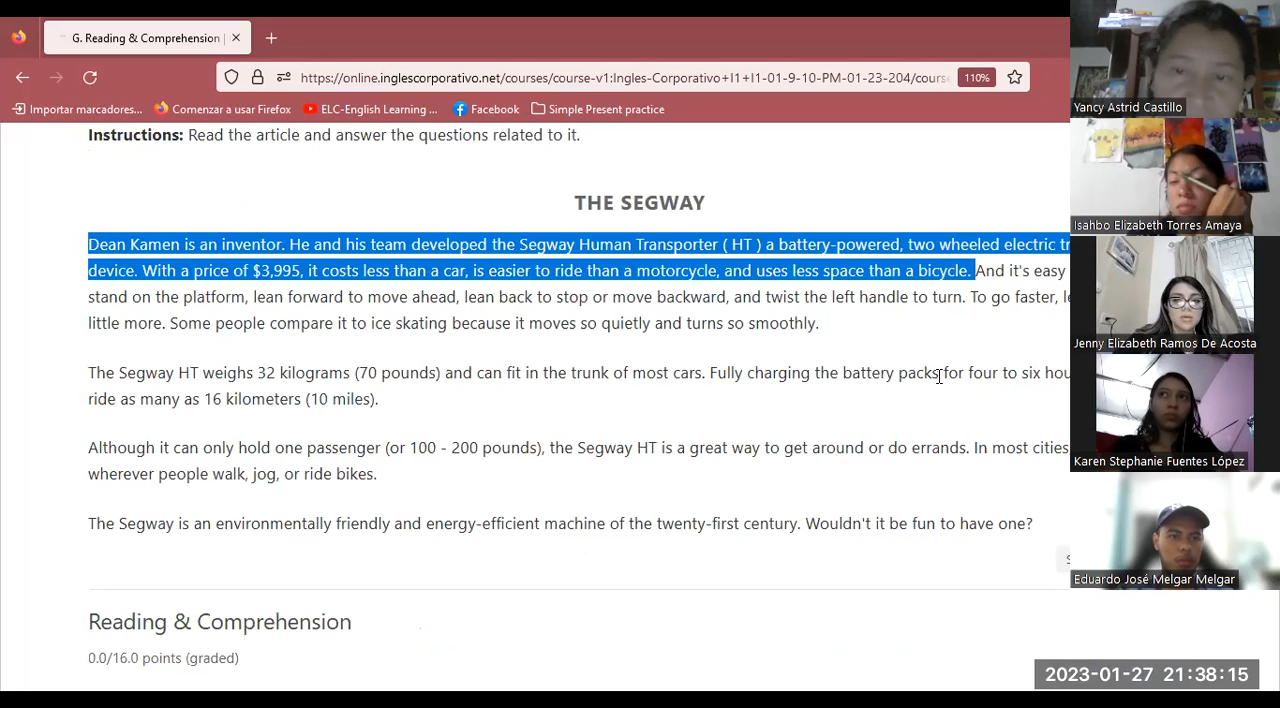 G. Reading & Comprehension |
https://online.inglescorporativo.net/courses/course-v1:Ingles-Corporativo+I1+I1-01-9-10-PM-01-23-204/cours
110%
Importar marcadores...
Comenzar a usar Firefox
ELC-English Learning ...
Facebook
Simple Present practice
Instructions: Read the article and answer the questions related to it.
THE SEGWAY
Dean Kamen is an inventor. He and his team developed the Segway Human Transporter ( HT ) a battery-powered, two wheeled electric
device. With a price of $3,995, it costs less than a car, is easier to ride than a motorcycle, and uses less space than a bicycle. And it's easy
stand on the platform, lean forward to move ahead, lean back to stop or move backward, and twist the left handle to turn. To go faster,
little more. Some people compare it to ice skating because it moves so quietly and turns so smoothly.
The Segway HT weighs 32 kilograms (70 pounds) and can fit in the trunk of most cars. Fully charging the battery packs for four to six
ride as many as 16 kilometers (10 miles).
Although it can only hold one passenger (or 100 - 200 pounds), the Segway HT is a great way to get around or do errands. In most cities
wherever people walk, jog, or ride bikes.
The Segway is an environmentally friendly and energy-efficient machine of the twenty-first century. Wouldn't it be fun to have one?
Reading & Comprehension
0.0/16.0 points (graded)
Yancy Astrid Castillo
Isahbo Elizabeth Torres Amaya
Jenny Elizabeth Ramos De Acosta
Karen Stephanie Fuentes López
Eduardo José Melgar Melgar
2023-01-27 21:38:15